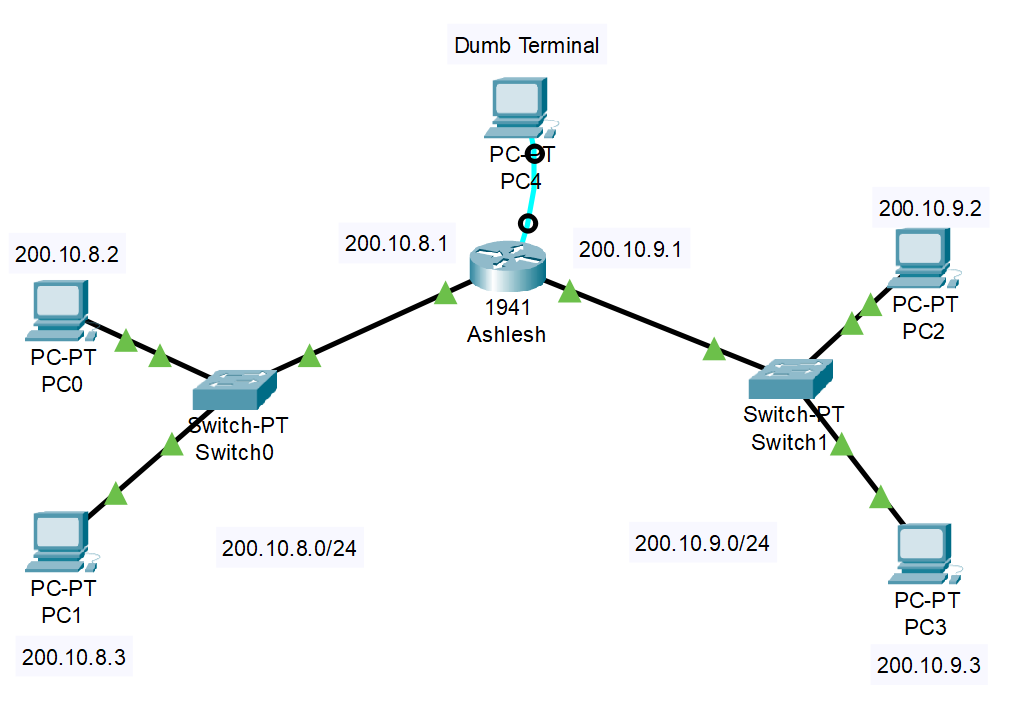 Dumb Terminal
PC-PT
PC4
200.10.8.1
200.10.9.1
200.10.9.2
200.10.8.2
1941
Ashlesh
PC-PT
PC2
PC-PT
PC0
Switch-PT
Switch0
Switch-PT
Switch1
200.10.8.0/24
200.10.9.0/24
PC-PT
PC1
200.10.8.3
PC-PT
PC3
200.10.9.3